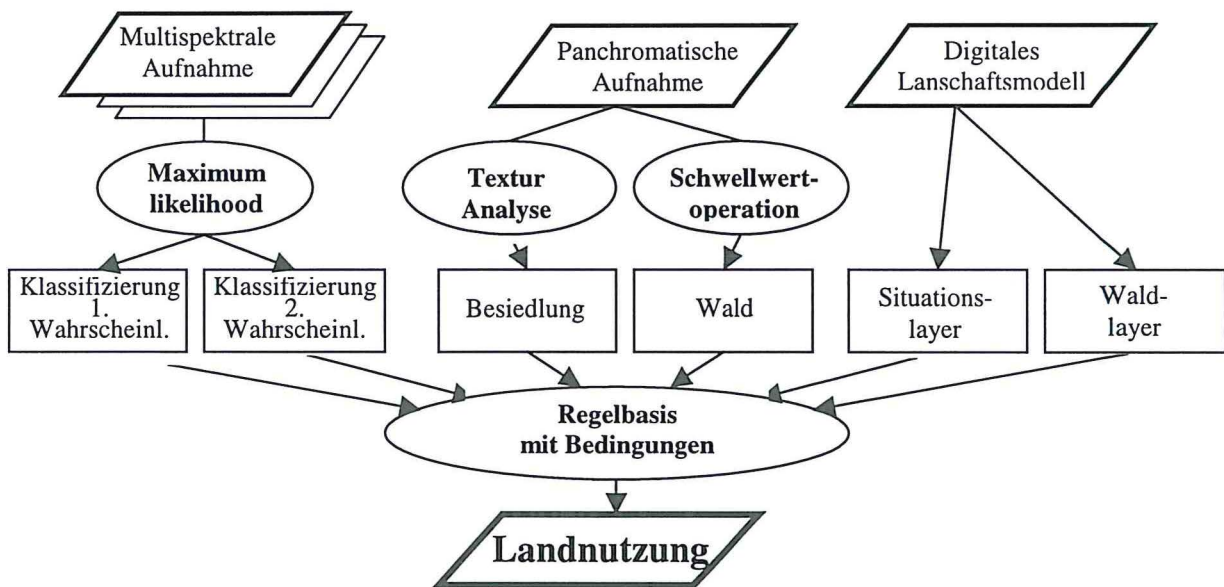 Multispektrale
Aufnahme
Panchromatische
Aufnahme
Digitales
Lanschaftsmodell
Maximum
likelihood
Textur
Analyse
Schwellwert-
operation
Klassifizierung
1.
Wahrscheinl.
Klassifizierung
2.
Wahrscheinl.
Besiedlung
Wald
Situations-
layer
Wald-
layer
Regelbasis
mit Bedingungen
Landnutzung